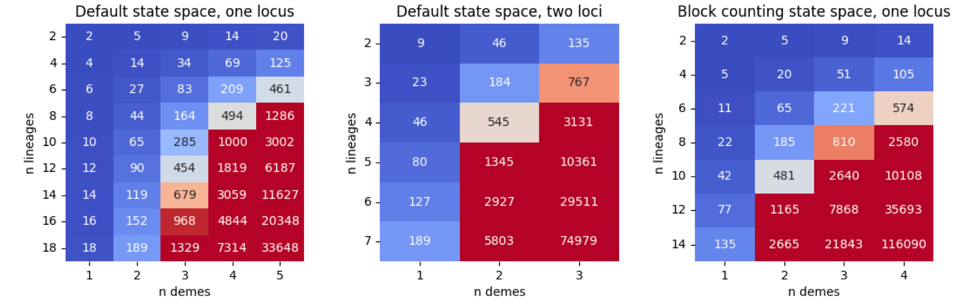 Default state space, one locus
n lineages
2 2 5 9 14 20
4 4 14 34 69 125
6 6 27 83 209 461
8 8 44 164 494 1286
10 10 65 285 1000 3002
12 12 90 454 1819 6187
14 14 119 679 3059 11627
16 16 152 968 4844 20348
18 18 189 1329 7314 33648
1 2 3 4 5
n demes
Default state space, two loci
n lineages
2 9 46 135
3 23 184 767
4 46 545 3131
5 80 1345 10361
6 127 2927 29511
7 189 5803 74979
1 2 3
n demes
Block counting state space, one locus
n lineages
2 2 5 9 14
4 5 20 51 105
6 11 65 221 574
8 22 185 810 2580
10 42 481 2640 10108
12 77 1165 7868 35693
14 135 2665 21843 116090
1 2 3 4
n demes